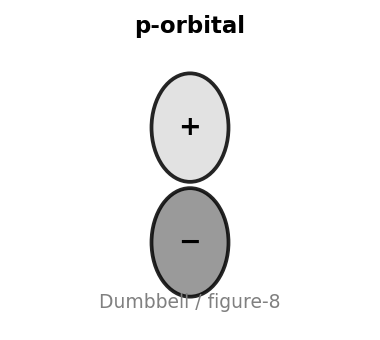 p-orbital
+
−
Dumbbell / figure-8